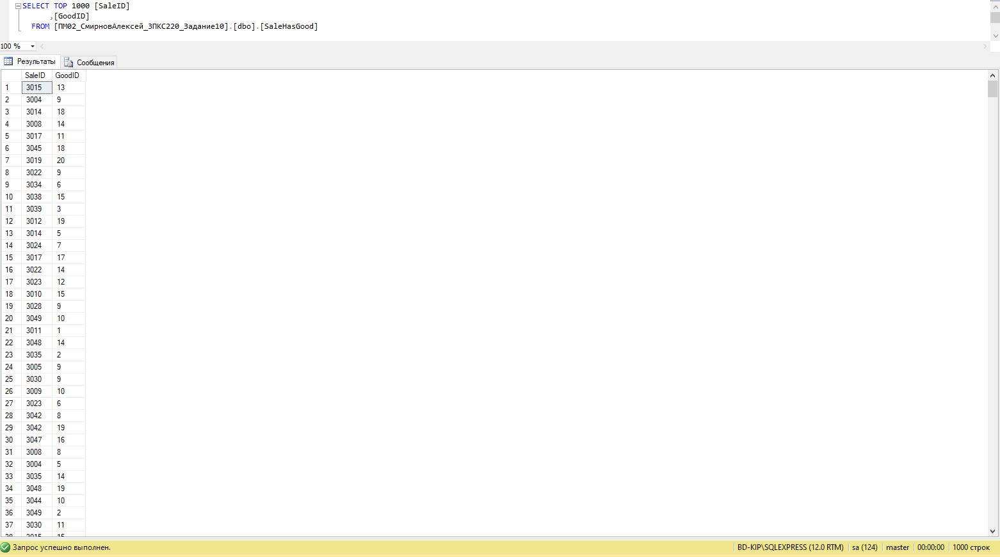 SELECT TOP 1000 [SaleID]
,[GoodID]
FROM [ПМ02_СмирновАлексей_3ПКС220_Задание10].[dbo].[SaleHasGood]
100 %
Результаты Сообщения
SaleID GoodID
1 3015 13
2 3004 9
3 3014 18
4 3008 14
5 3017 11
6 3045 18
7 3019 20
8 3022 9
9 3034 6
10 3038 15
11 3039 3
12 3012 19
13 3014 5
14 3024 7
15 3017 17
16 3022 14
17 3023 12
18 3010 15
19 3028 9
20 3049 10
21 3011 1
22 3048 14
23 3035 2
24 3005 9
25 3030 9
26 3009 10
27 3023 6
28 3042 8
29 3042 19
30 3047 16
31 3008 8
32 3004 5
33 3035 14
34 3048 19
35 3044 10
36 3049 2
37 3030 11
Запрос успешно выполнен. BD-KIP\SQLEXPRESS (12.0 RTM) sa (124) master 00:00:00 1000 строк